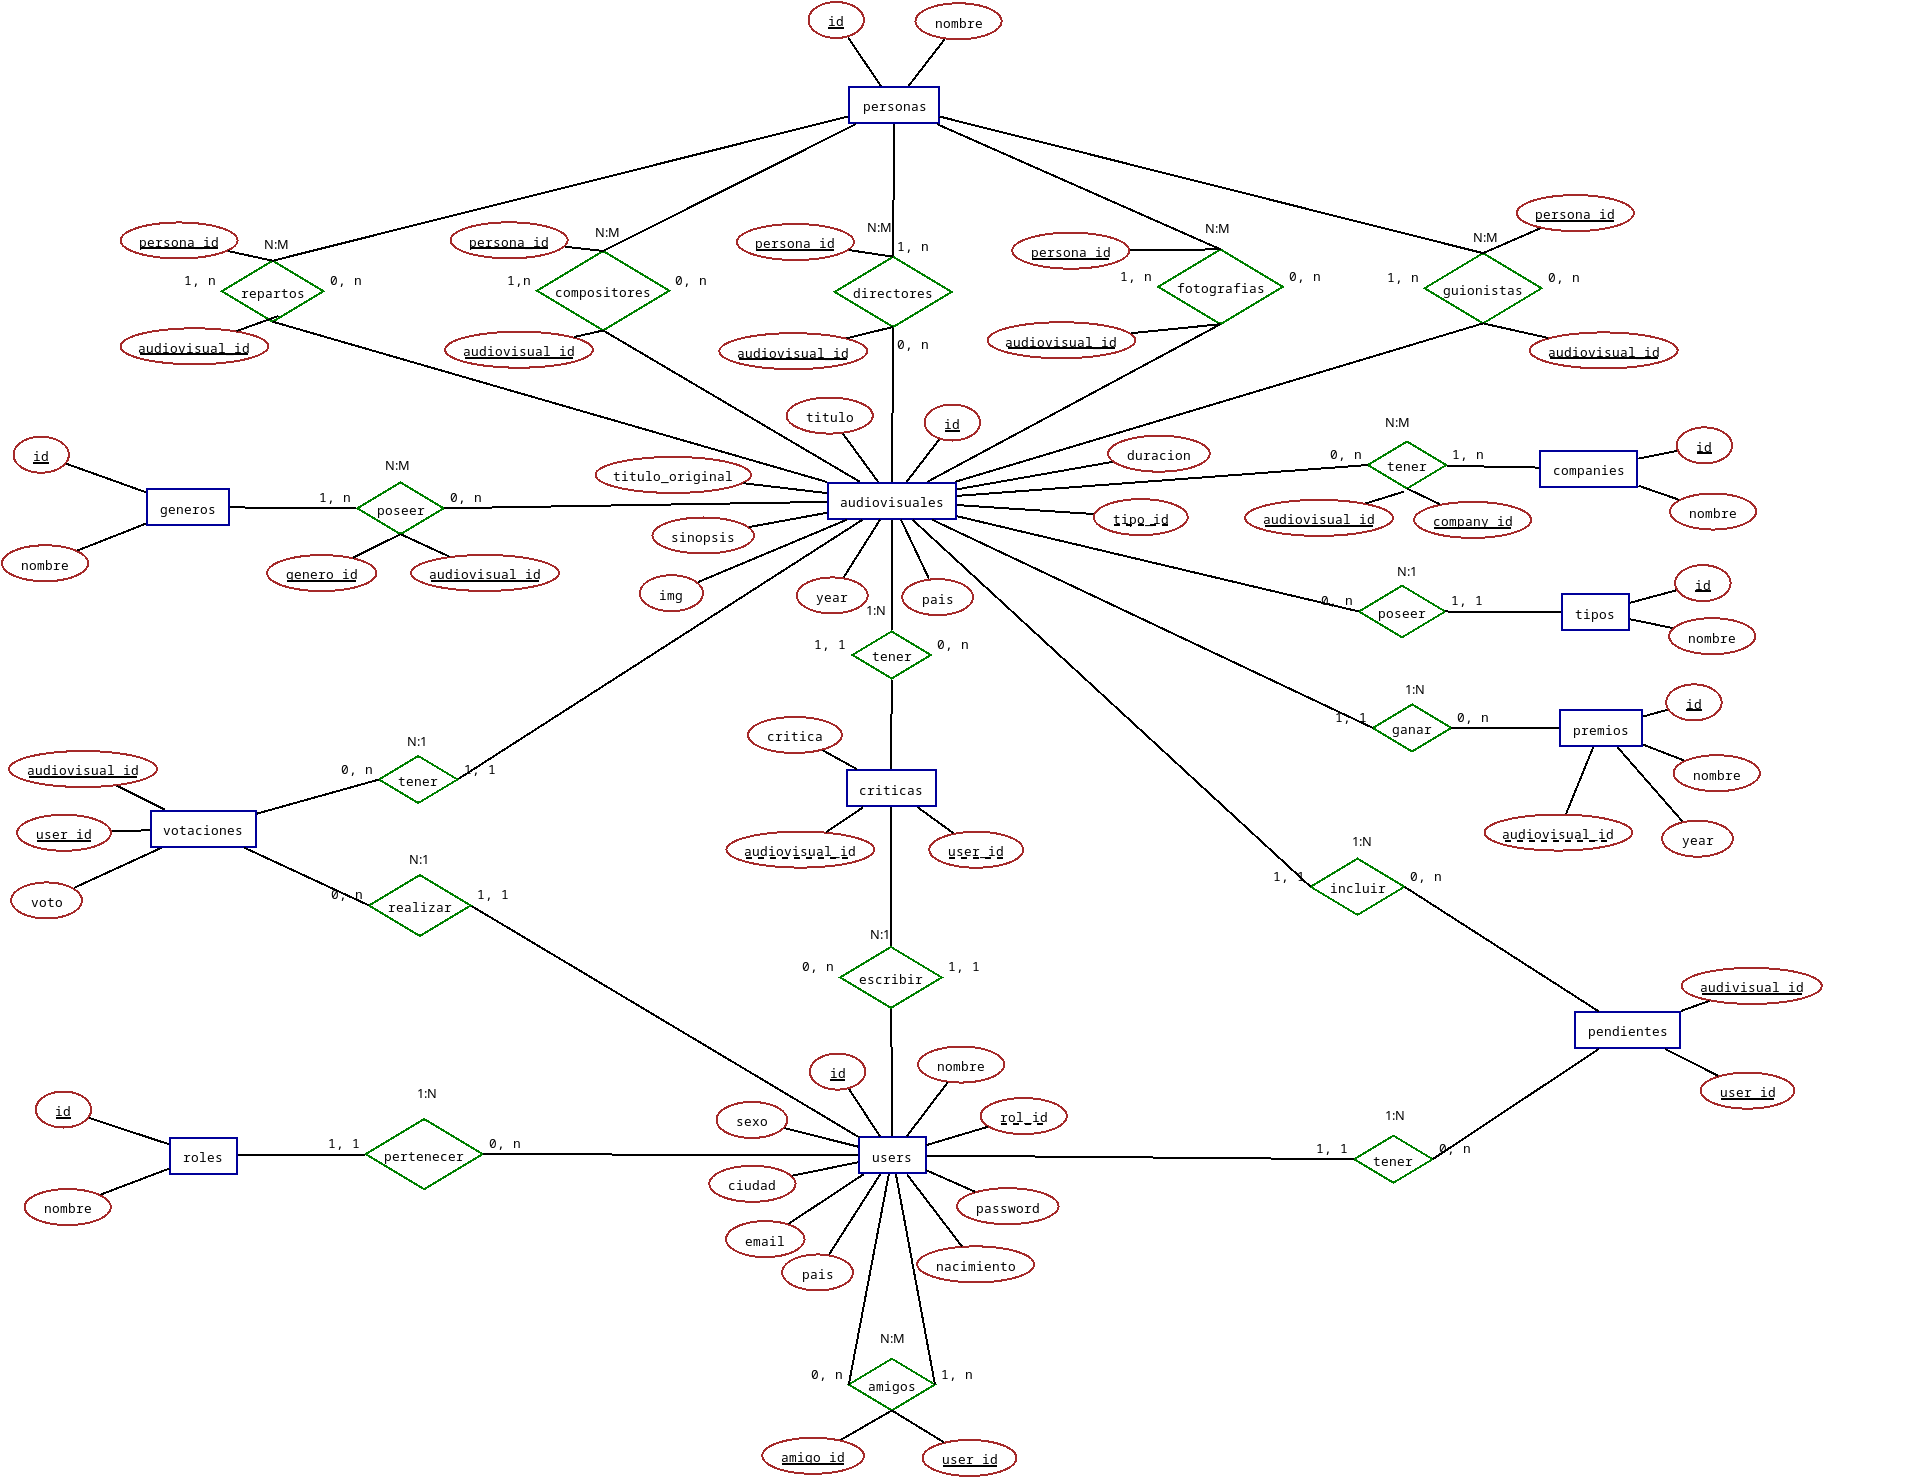 id
nombre
personas
persona_id
N:M
1, n
repartos
0, n
audiovisual_id
persona_id
N:M
1,n
compositores
0, n
audiovisual_id
persona_id
N:M
1, n
directores
audiovisual_id
0, n
persona_id
N:M
1, n
fotografias
0, n
audiovisual_id
persona_id
N:M
1, n
guionistas
0, n
audiovisual_id
titulo
id
titulo_original
duracion
audiovisuales
tipo_id
sinopsis
img
year
pais
id
generos
nombre
N:M
1, n
poseer
0, n
genero_id
audiovisual_id
N:M
0, n
tener
1, n
companies
id
nombre
audiovisual_id
company_id
N:1
0, n
poseer
1, 1
tipos
id
nombre
1:N
1, 1
tener
0, n
1:N
1, 1
ganar
0, n
premios
id
nombre
audiovisual_id
year
critica
criticas
audiovisual_id
user_id
N:1
0, n
tener
1, 1
audiovisual_id
user_id
votaciones
voto
N:1
0, n
realizar
1, 1
1:N
1, 1
incluir
0, n
N:1
0, n
escribir
1, 1
audivisual_id
pendientes
user_id
id
roles
nombre
1:N
1, 1
pertenecer
0, n
id
nombre
sexo
rol_id
users
ciudad
password
email
pais
nacimiento
1:N
1, 1
tener
0, n
N:M
0, n
amigos
1, n
amigo_id
user_id